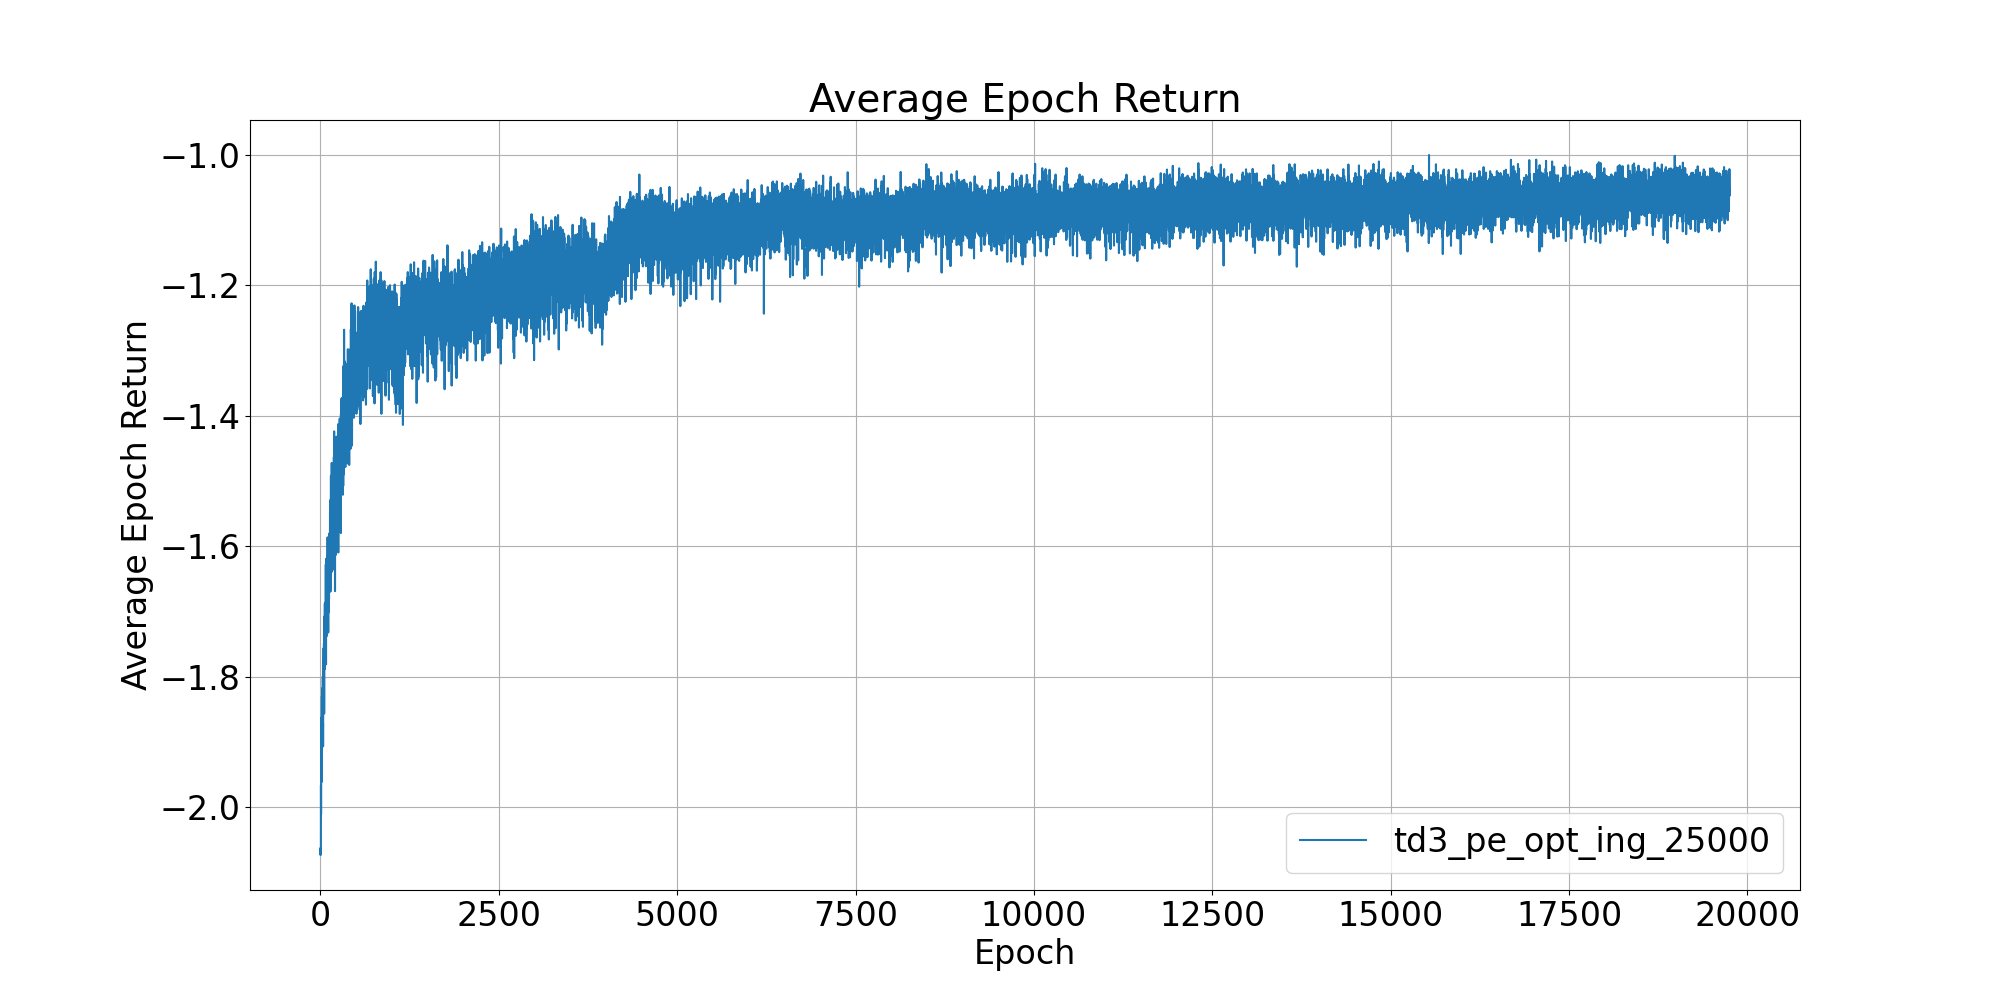 Average Epoch Return
Average Epoch Return
−1.0
−1.2
−1.4
−1.6
−1.8
−2.0
td3_pe_opt_ing_25000
0 2500 5000 7500 10000 12500 15000 17500 20000
Epoch